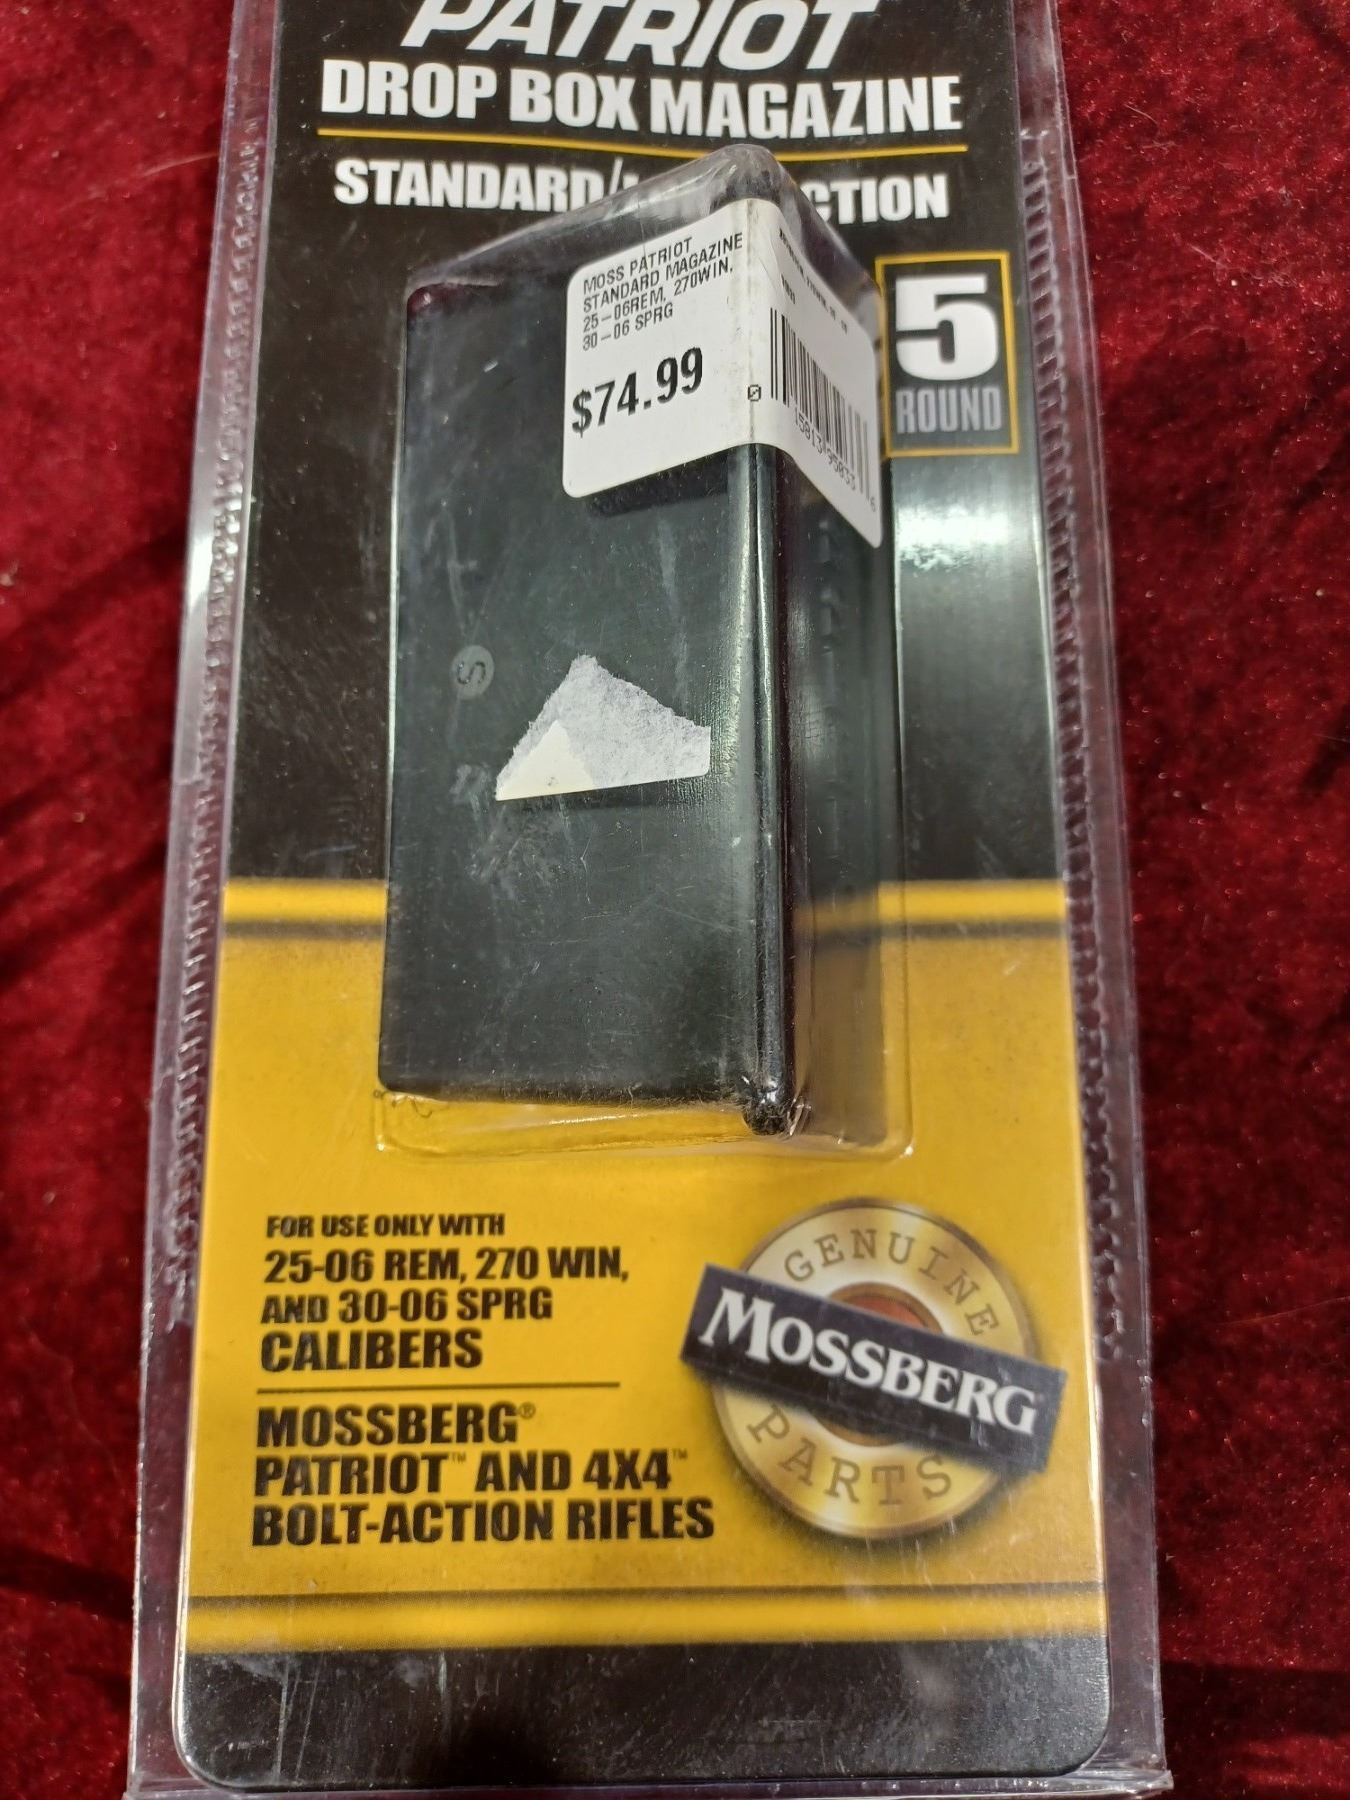 PATRIOT
DROP BOX MAGAZINE
STANDARD/ CTION
MOSS PATRIOT
STANDARD MAGAZINE
25-06REM, 270WIN,
30-06 SPRG
$74.99
5
ROUND
S
FOR USE ONLY WITH
25-06 REM, 270 WIN,
AND 30-06 SPRG
CALIBERS
MOSSBERG®
PATRIOT™ AND 4X4™
BOLT-ACTION RIFLES
GENUINE
MOSSBERG
PARTS